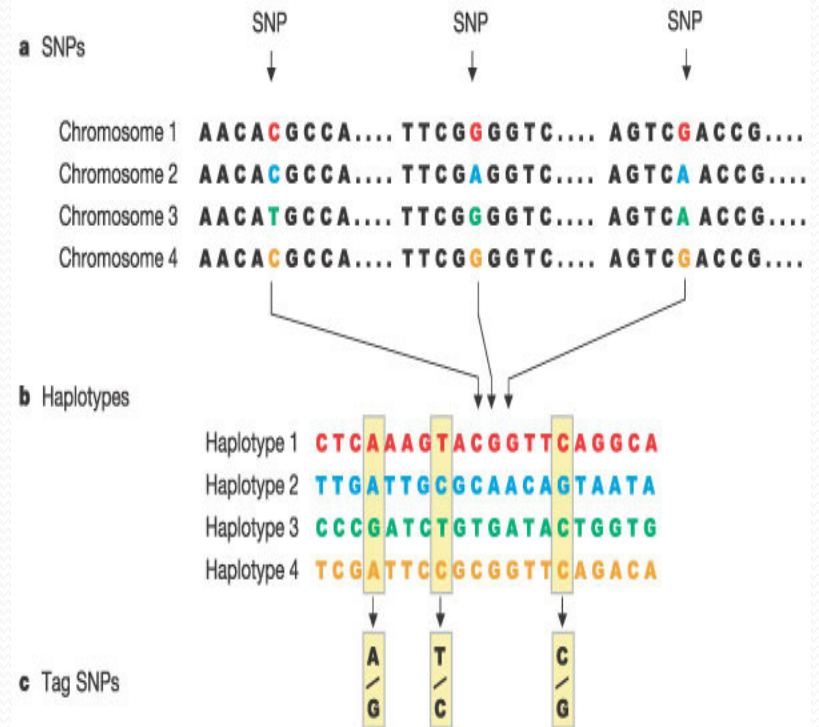 SNP SNP SNP
a SNPs
Chromosome 1 AACACGCCA.... TTCGGGGTC.... AGTCGACCG....
Chromosome 2 AACACGCCA.... TTCGAGGTC.... AGTCAACCG....
Chromosome 3 AACATGCCA.... TTCGGGGTC.... AGTCAACCG....
Chromosome 4 AACACGCCA.... TTCGGGGTC.... AGTCGACCG....
b Haplotypes
Haplotype 1 CTCAAAGTACGGTTCAGGCA
Haplotype 2 TTGATTGCGCAACAGTAATA
Haplotype 3 CCCGATCTGTGATACTGGTG
Haplotype 4 TCGATTCCGCGGTTCAGACA
c Tag SNPs
A/G T/C C/G